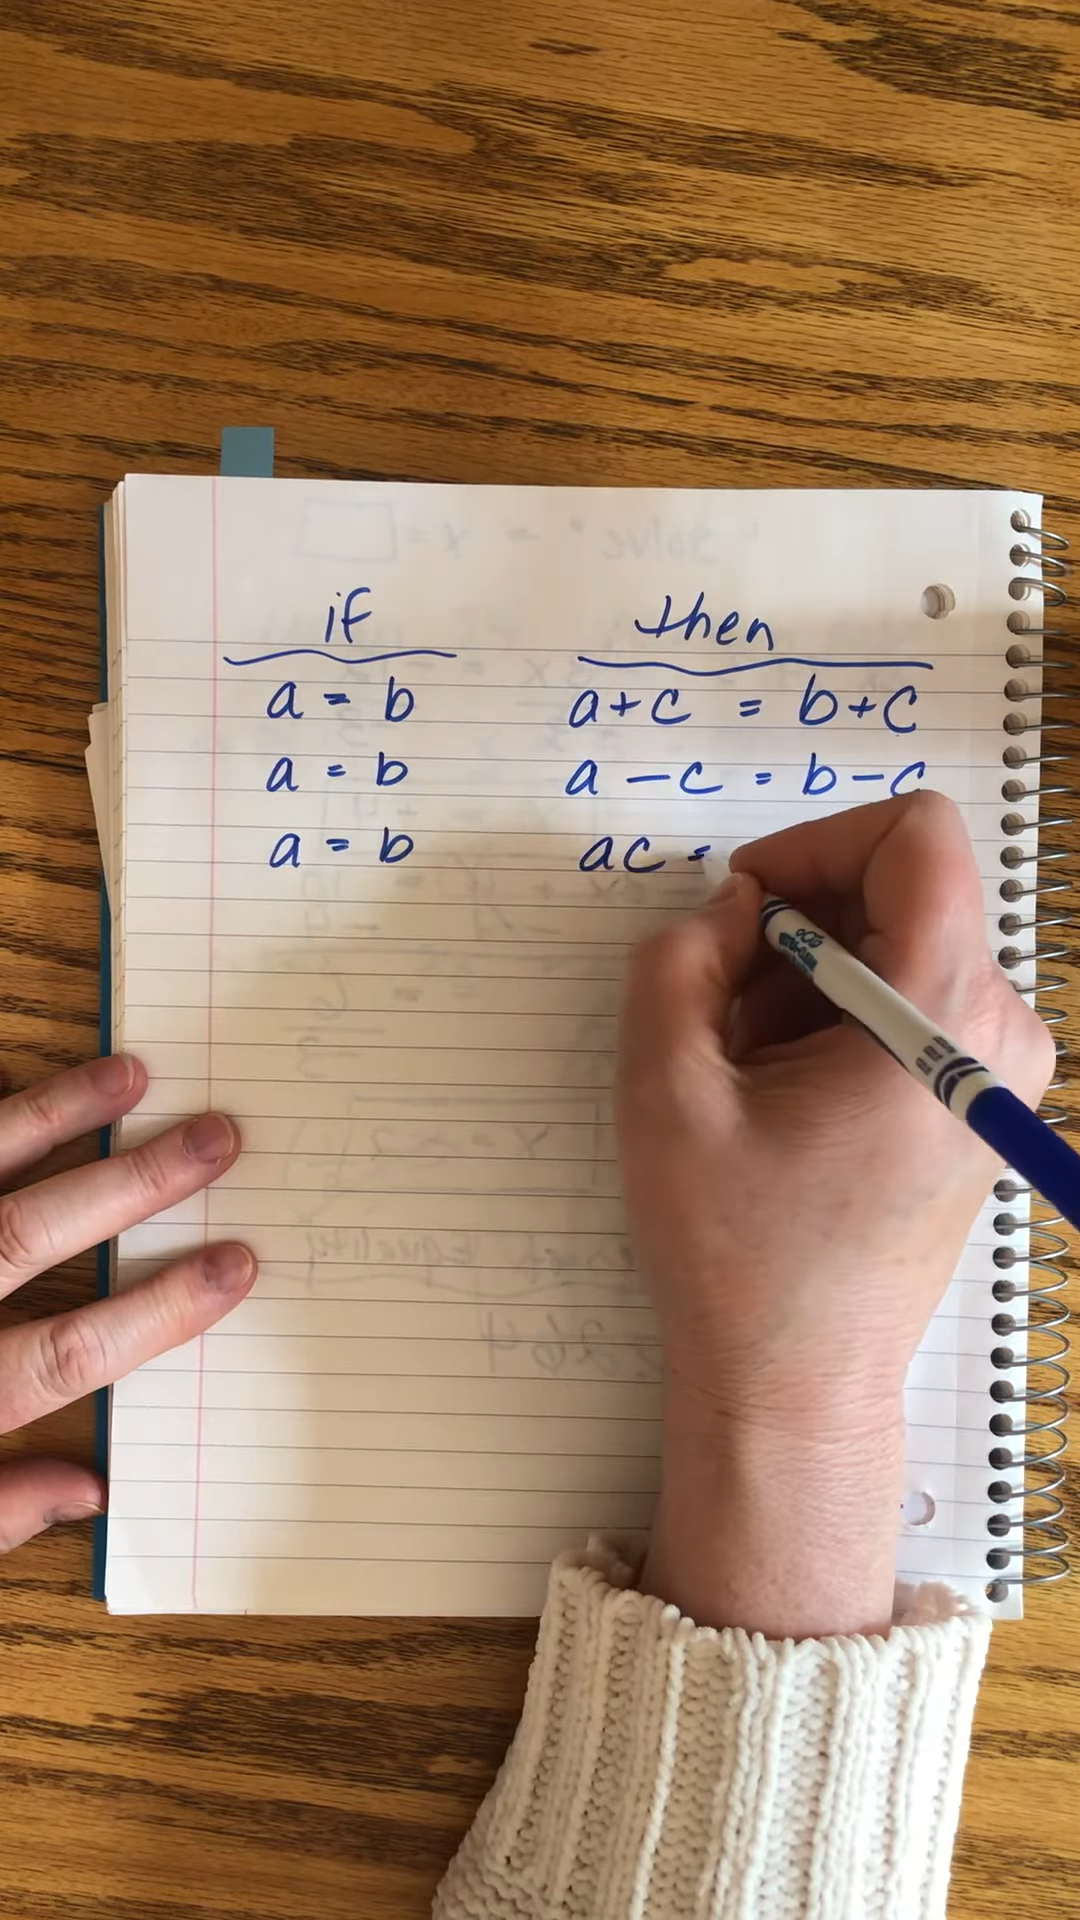 if then
a = b a+c = b+c
a = b a - c = b - c
a = b ac =